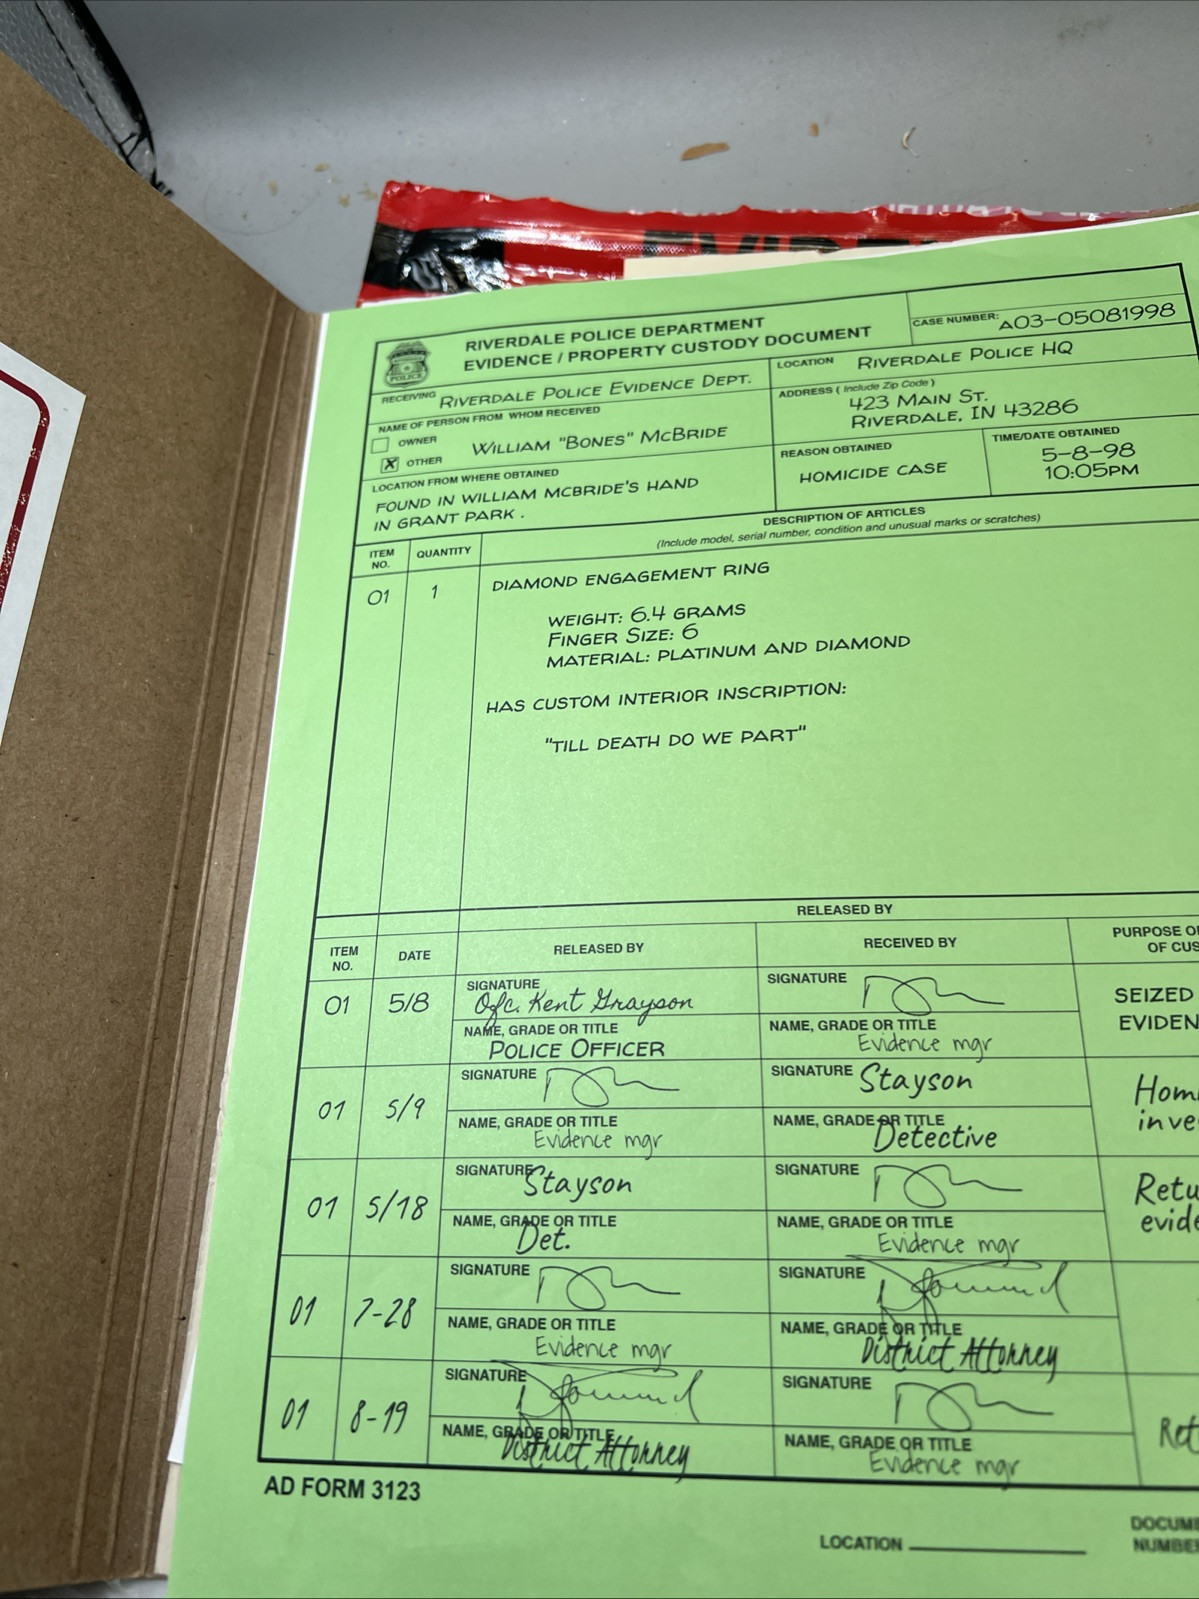 RIVERDALE POLICE DEPARTMENT
EVIDENCE / PROPERTY CUSTODY DOCUMENT
CASE NUMBER: A03-05081998
POLICE
RECEIVING RIVERDALE POLICE EVIDENCE DEPT.
LOCATION RIVERDALE POLICE HQ
NAME OF PERSON FROM WHOM RECEIVED
OWNER
OTHER
WILLIAM "BONES" MCBRIDE
ADDRESS ( Include Zip Code )
423 MAIN ST.
RIVERDALE, IN 43286
LOCATION FROM WHERE OBTAINED
FOUND IN WILLIAM MCBRIDE'S HAND
IN GRANT PARK .
REASON OBTAINED
HOMICIDE CASE
TIME/DATE OBTAINED
5-8-98
10:05PM
ITEM NO.
QUANTITY
DESCRIPTION OF ARTICLES
(Include model, serial number, condition and unusual marks or scratches)
01 1 DIAMOND ENGAGEMENT RING
WEIGHT: 6.4 GRAMS
FINGER SIZE: 6
MATERIAL: PLATINUM AND DIAMOND
HAS CUSTOM INTERIOR INSCRIPTION:
"TILL DEATH DO WE PART"
RELEASED BY
ITEM NO.
DATE
RELEASED BY
RECEIVED BY
PURPOSE
01 5/8
SIGNATURE Ofc. Kent Grayson
NAME, GRADE OR TITLE
POLICE OFFICER
SIGNATURE
NAME, GRADE OR TITLE
Evidence mgr
SEIZED
01 5/9
SIGNATURE
NAME, GRADE OR TITLE
Evidence mgr
SIGNATURE Stayson
NAME, GRADE OR TITLE
Detective
01 5/18
SIGNATURE Stayson
NAME, GRADE OR TITLE
Det.
SIGNATURE
NAME, GRADE OR TITLE
Evidence mgr
01 7-28
SIGNATURE
NAME, GRADE OR TITLE
Evidence mgr
SIGNATURE
NAME, GRADE OR TITLE
District Attorney
01 8-19
SIGNATURE
NAME, GRADE OR TITLE
District Attorney
SIGNATURE
NAME, GRADE OR TITLE
Evidence mgr
AD FORM 3123
LOCATION